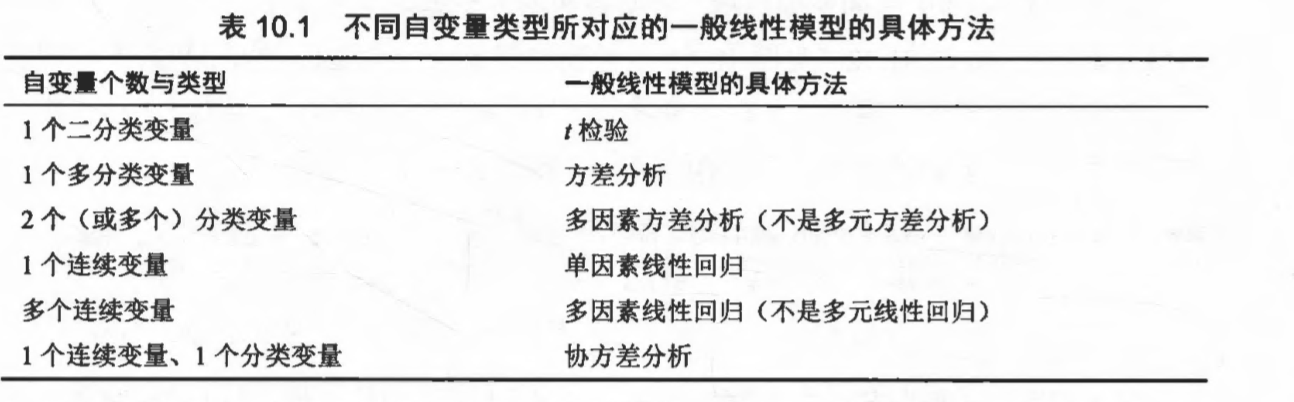 表 10.1 不同自变量类型所对应的一般线性模型的具体方法
自变量个数与类型 一般线性模型的具体方法
1 个二分类变量 t 检验
1 个多分类变量 方差分析
2 个（或多个）分类变量 多因素方差分析（不是多元方差分析）
1 个连续变量 单因素线性回归
多个连续变量 多因素线性回归（不是多元线性回归）
1 个连续变量、1 个分类变量 协方差分析